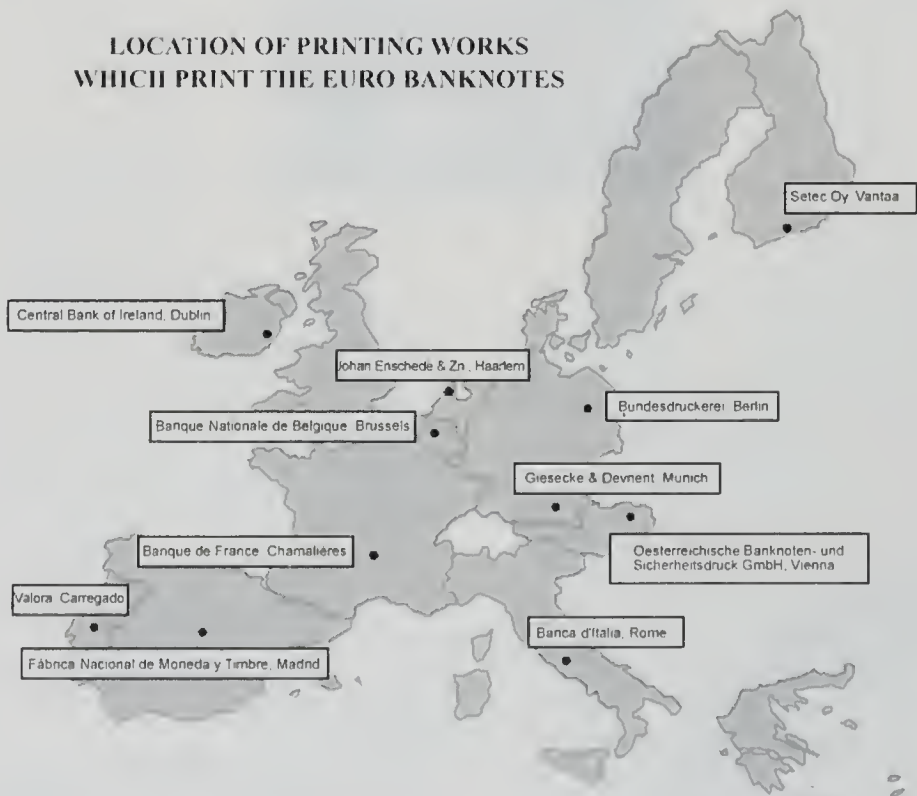 LOCATION OF PRINTING WORKS
WHICH PRINT THE EURO BANKNOTES
Setec Oy Vantaa
Central Bank of Ireland, Dublin
Johan Enschede & Zn , Haarlem
Bundesdruckerei Berlin
Banque Nationale de Belgique Brussels
Giesecke & Devrient Munich
Banque de France Chamalières
Oesterreichische Banknoten- und
Sicherheitsdruck GmbH, Vienna
Valora Carregado
Banca d'Italia, Rome
Fábrica Nacional de Moneda y Timbre, Madrid